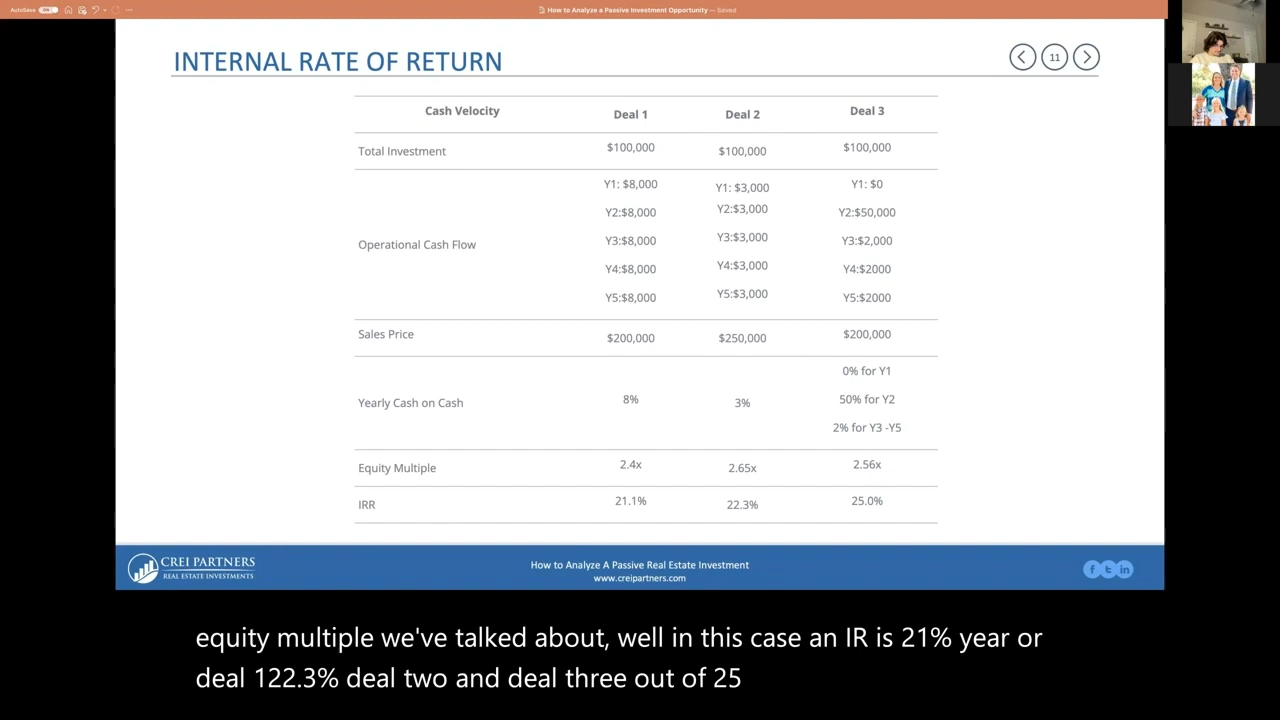 AutoSave ON
How to Analyze a Passive Investment Opportunity — Saved
INTERNAL RATE OF RETURN
11
Cash Velocity Deal 1 Deal 2 Deal 3
Total Investment $100,000 $100,000 $100,000
Y1: $8,000 Y1: $3,000 Y1: $0
Y2:$8,000 Y2:$3,000 Y2:$50,000
Operational Cash Flow Y3:$8,000 Y3:$3,000 Y3:$2,000
Y4:$8,000 Y4:$3,000 Y4:$2000
Y5:$8,000 Y5:$3,000 Y5:$2000
Sales Price $200,000 $250,000 $200,000
0% for Y1
Yearly Cash on Cash 8% 3% 50% for Y2
2% for Y3 -Y5
Equity Multiple 2.4x 2.65x 2.56x
IRR 21.1% 22.3% 25.0%
CREI PARTNERS
REAL ESTATE INVESTMENTS
How to Analyze A Passive Real Estate Investment
www.creipartners.com
f t in
equity multiple we've talked about, well in this case an IR is 21% year or
deal 122.3% deal two and deal three out of 25